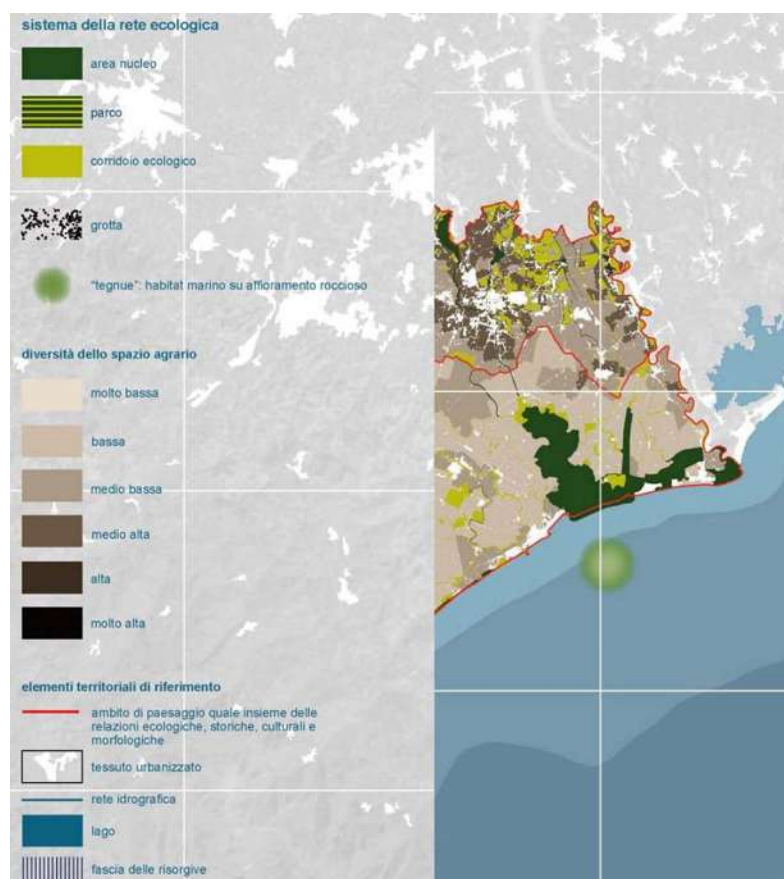 sistema della rete ecologica
area nucleo
parco
corridoio ecologico
grotta
"tegnue": habitat marino su affioramento roccioso
diversità dello spazio agrario
molto bassa
bassa
medio bassa
medio alta
alta
molto alta
elementi territoriali di riferimento
ambito di paesaggio quale insieme delle
relazioni ecologiche, storiche, culturali e
morfologiche
tessuto urbanizzato
rete idrografica
lago
fascia delle risorgive